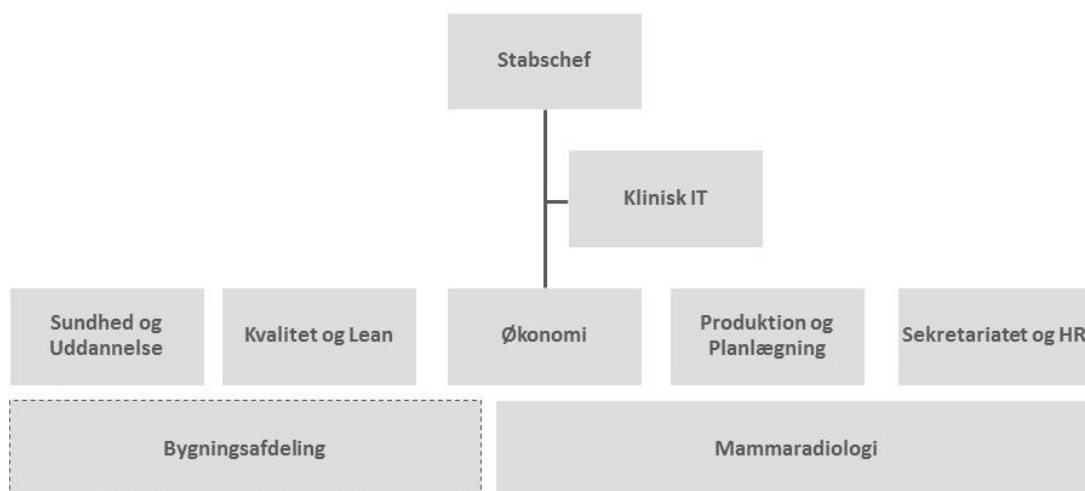 Stabschef
Klinisk IT
Sundhed og
Uddannelse
Kvalitet og Lean
Økonomi
Produktion og
Planlægning
Sekretariatet og HR
Bygningsafdeling
Mammaradiologi